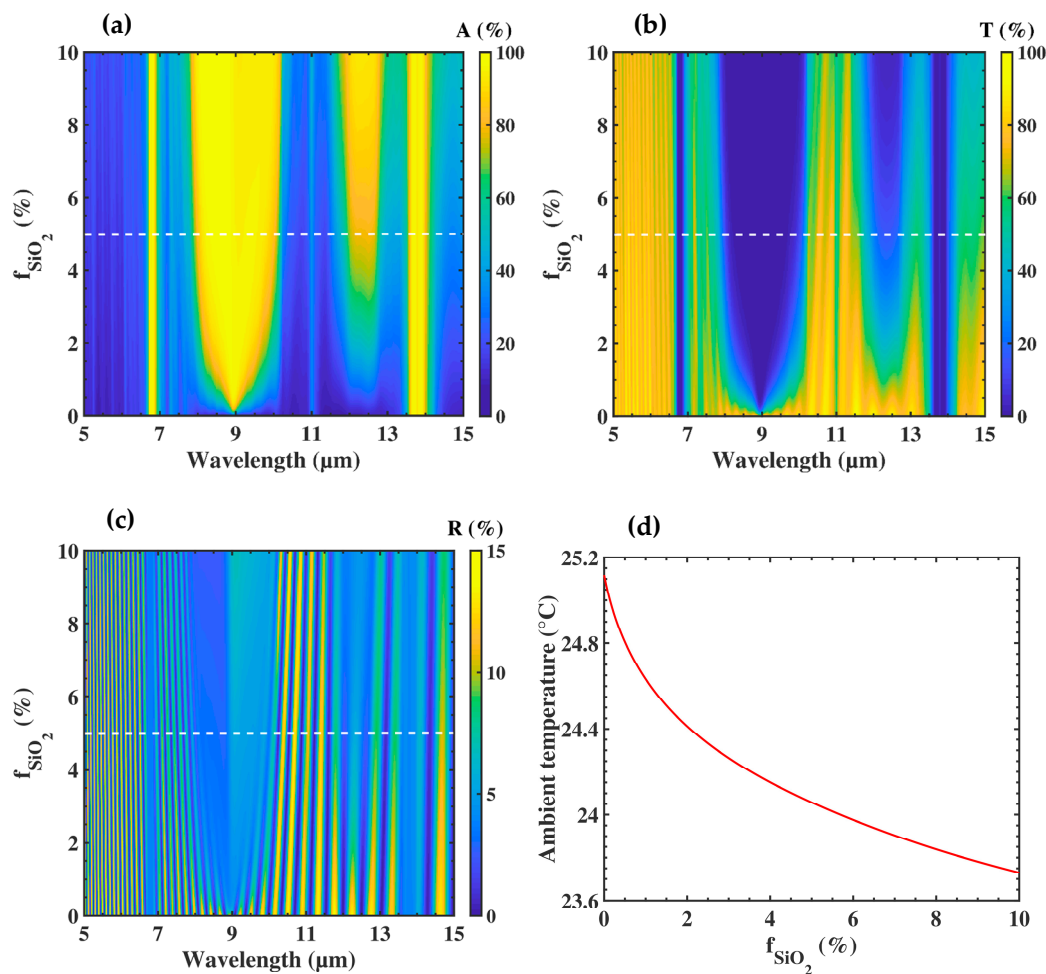 (a)
A (%)
10
8
6
4
2
0
f_SiO2 (%)
5 7 9 11 13 15
Wavelength (μm)
100
80
60
40
20
0
(b)
T (%)
10
8
6
4
2
0
f_SiO2 (%)
5 7 9 11 13 15
Wavelength (μm)
100
80
60
40
20
0
(c)
R (%)
10
8
6
4
2
0
f_SiO2 (%)
5 7 9 11 13 15
Wavelength (μm)
15
10
5
0
(d)
25.2
24.8
24.4
24
23.6
Ambient temperature (°C)
0 2 4 6 8 10
f_SiO2 (%)